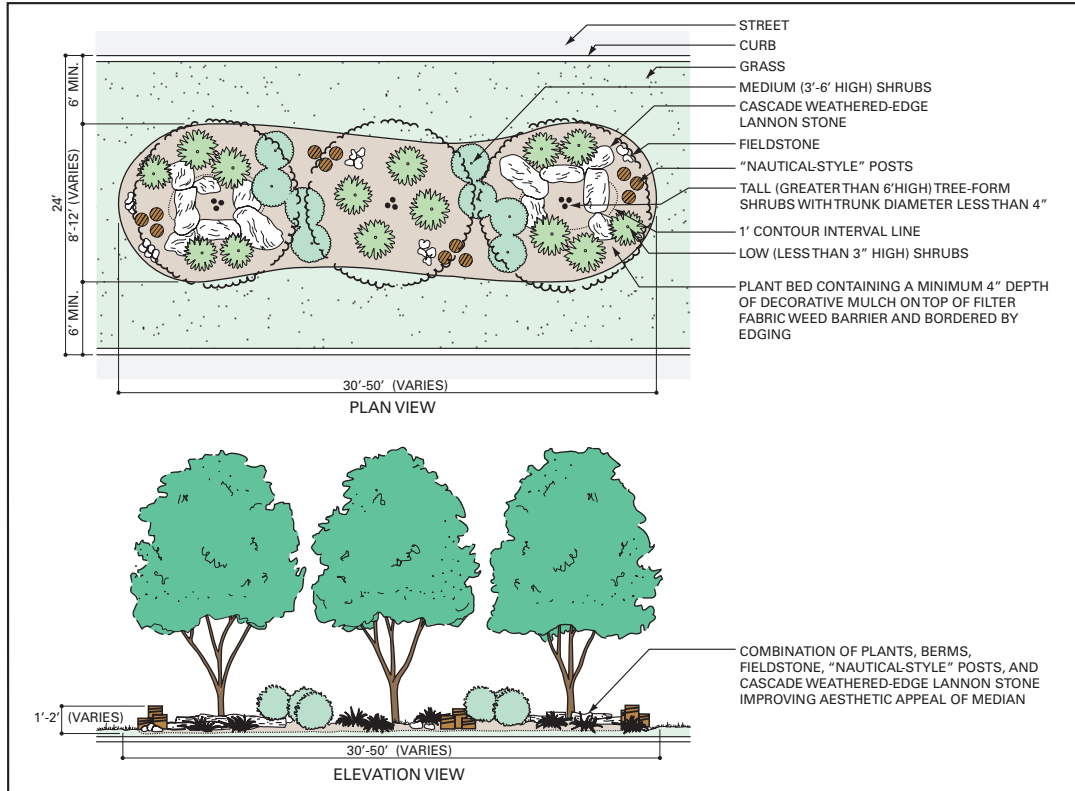 STREET
CURB
GRASS
MEDIUM (3'-6' HIGH) SHRUBS
CASCADE WEATHERED-EDGE
LANNON STONE
FIELDSTONE
“NAUTICAL-STYLE” POSTS
TALL (GREATER THAN 6'HIGH) TREE-FORM
SHRUBS WITH TRUNK DIAMETER LESS THAN 4”
1' CONTOUR INTERVAL LINE
LOW (LESS THAN 3” HIGH) SHRUBS
PLANT BED CONTAINING A MINIMUM 4” DEPTH
OF DECORATIVE MULCH ON TOP OF FILTER
FABRIC WEED BARRIER AND BORDERED BY
EDGING
6' MIN.
24'
8'-12' (VARIES)
6' MIN.
30'-50' (VARIES)
PLAN VIEW
COMBINATION OF PLANTS, BERMS,
FIELDSTONE, “NAUTICAL-STYLE” POSTS, AND
CASCADE WEATHERED-EDGE LANNON STONE
IMPROVING AESTHETIC APPEAL OF MEDIAN
1'-2' (VARIES)
30'-50' (VARIES)
ELEVATION VIEW